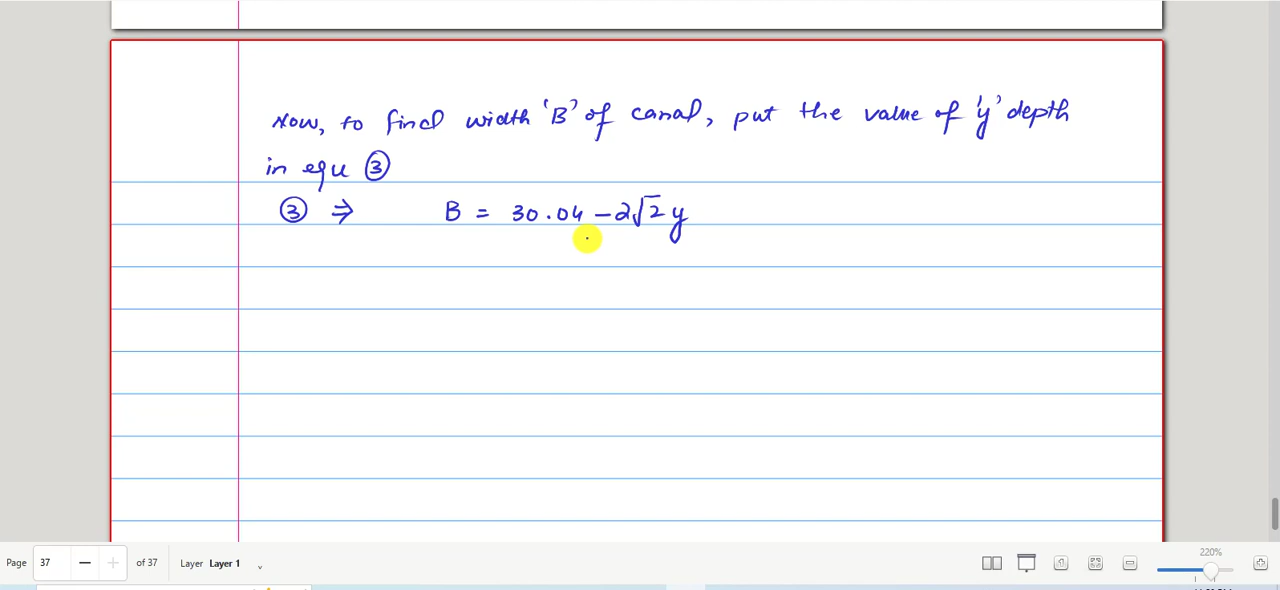 Now, to find width 'B' of canal, put the value of 'y' depth
in equ ③
③ ⇒ B = 30.04 - 2√2 y
Page 37 of 37 Layer Layer 1 220%